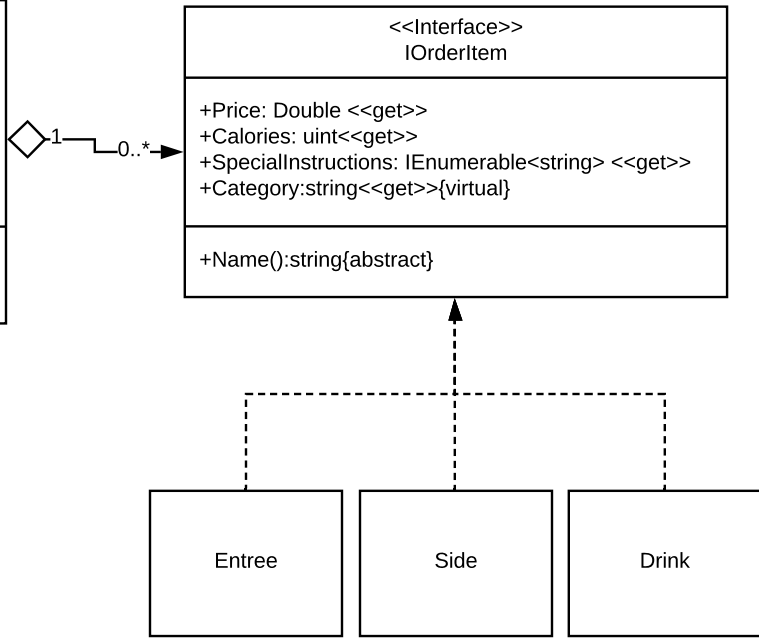 <<Interface>>
IOrderItem
+Price: Double <<get>>
+Calories: uint<<get>>
+SpecialInstructions: IEnumerable<string> <<get>>
+Category:string<<get>>{virtual}
1
0..*
+Name():string{abstract}
Entree
Side
Drink